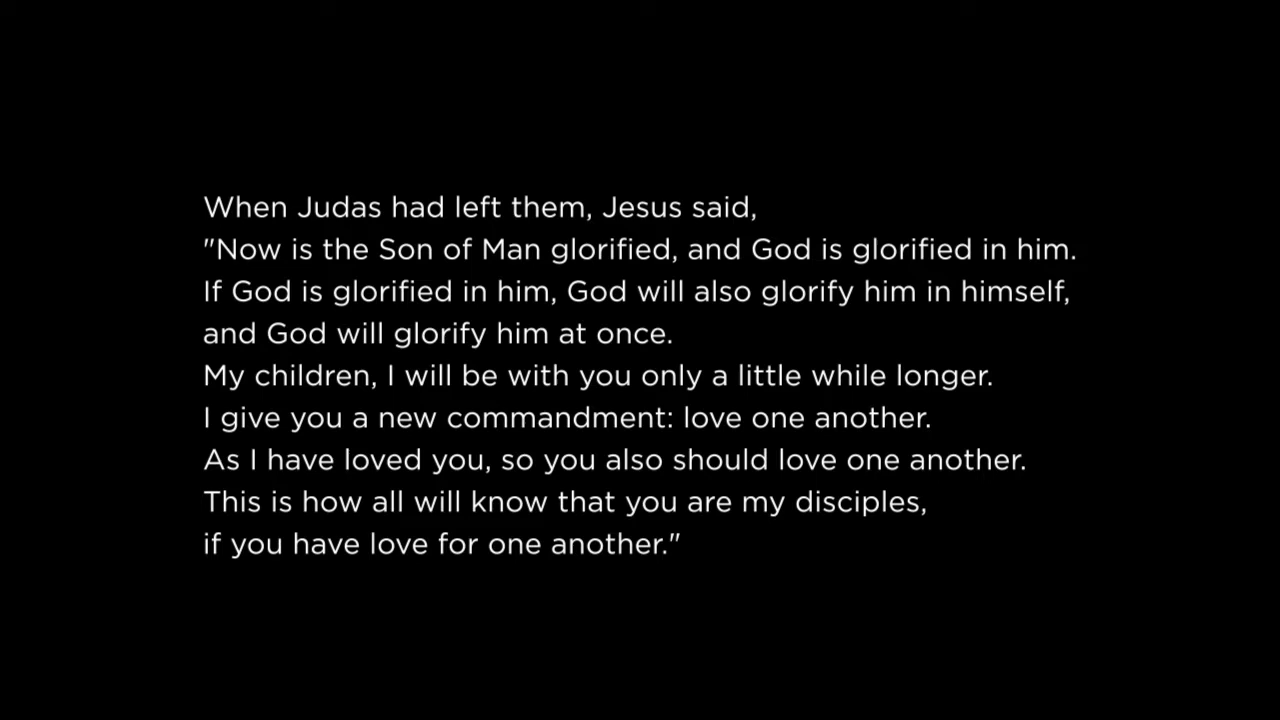 When Judas had left them, Jesus said,
"Now is the Son of Man glorified, and God is glorified in him.
If God is glorified in him, God will also glorify him in himself,
and God will glorify him at once.
My children, I will be with you only a little while longer.
I give you a new commandment: love one another.
As I have loved you, so you also should love one another.
This is how all will know that you are my disciples,
if you have love for one another."